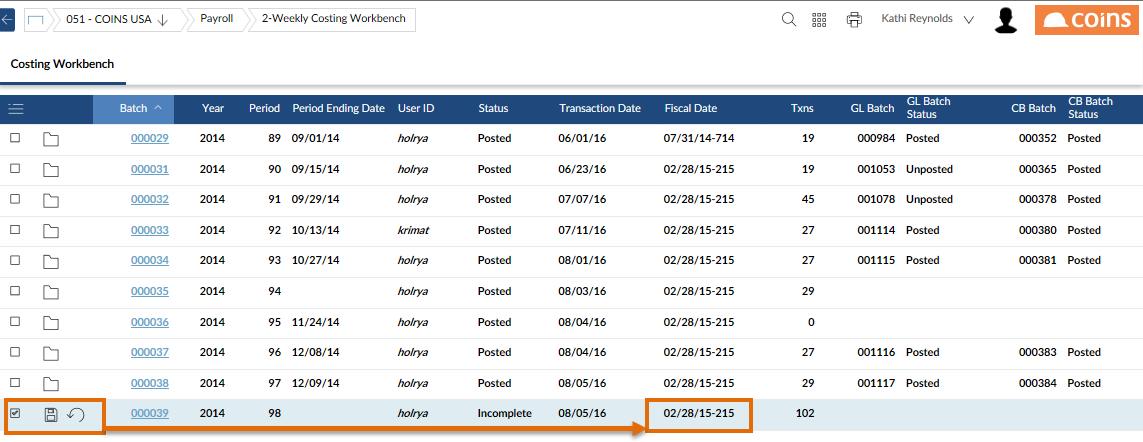 051 - COINS USA Payroll 2-Weekly Costing Workbench Kathi Reynolds COINS
Costing Workbench
Batch Year Period Period Ending Date User ID Status Transaction Date Fiscal Date Txns GL Batch GL Batch Status CB Batch CB Batch Status
000029 2014 89 09/01/14 holrya Posted 06/01/16 07/31/14-714 19 000984 Posted 000352 Posted
000031 2014 90 09/15/14 holrya Posted 06/23/16 02/28/15-215 19 001053 Unposted 000365 Posted
000032 2014 91 09/29/14 holrya Posted 07/07/16 02/28/15-215 45 001078 Unposted 000378 Posted
000033 2014 92 10/13/14 krimat Posted 07/11/16 02/28/15-215 27 001114 Posted 000380 Posted
000034 2014 93 10/27/14 holrya Posted 08/01/16 02/28/15-215 27 001115 Posted 000381 Posted
000035 2014 94 holrya Posted 08/03/16 02/28/15-215 29
000036 2014 95 11/24/14 holrya Posted 08/04/16 02/28/15-215 0
000037 2014 96 12/08/14 holrya Posted 08/04/16 02/28/15-215 27 001116 Posted 000383 Posted
000038 2014 97 12/09/14 holrya Posted 08/05/16 02/28/15-215 29 001117 Posted 000384 Posted
000039 2014 98 holrya Incomplete 08/05/16 02/28/15-215 102